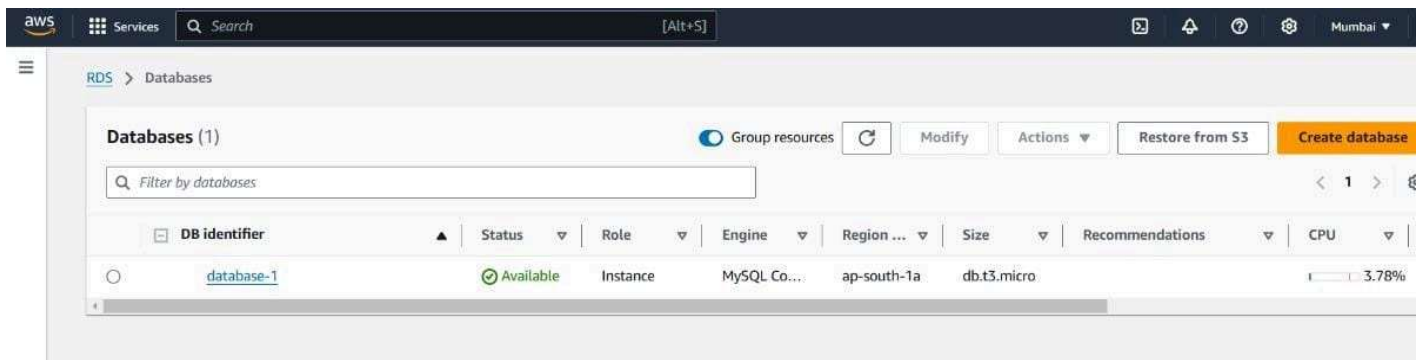 aws Services Search [Alt+S] Mumbai
RDS > Databases
Databases (1) Group resources Modify Actions Restore from S3 Create database
Filter by databases
< 1 >
DB identifier Status Role Engine Region ... Size Recommendations CPU
database-1 Available Instance MySQL Co... ap-south-1a db.t3.micro 3.78%